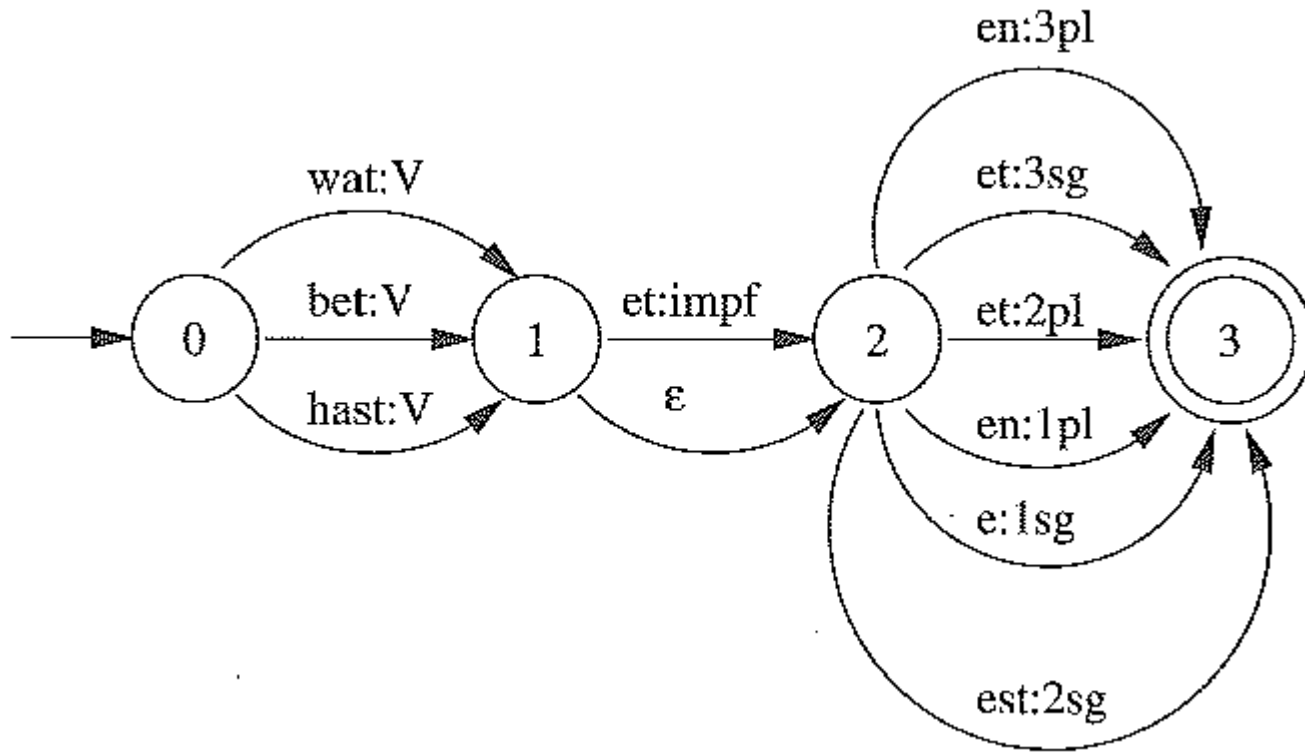 en:3pl
wat:V
et:3sg
bet:V
et:impf
et:2pl
0
1
2
3
hast:V
ε
en:1pl
e:1sg
est:2sg